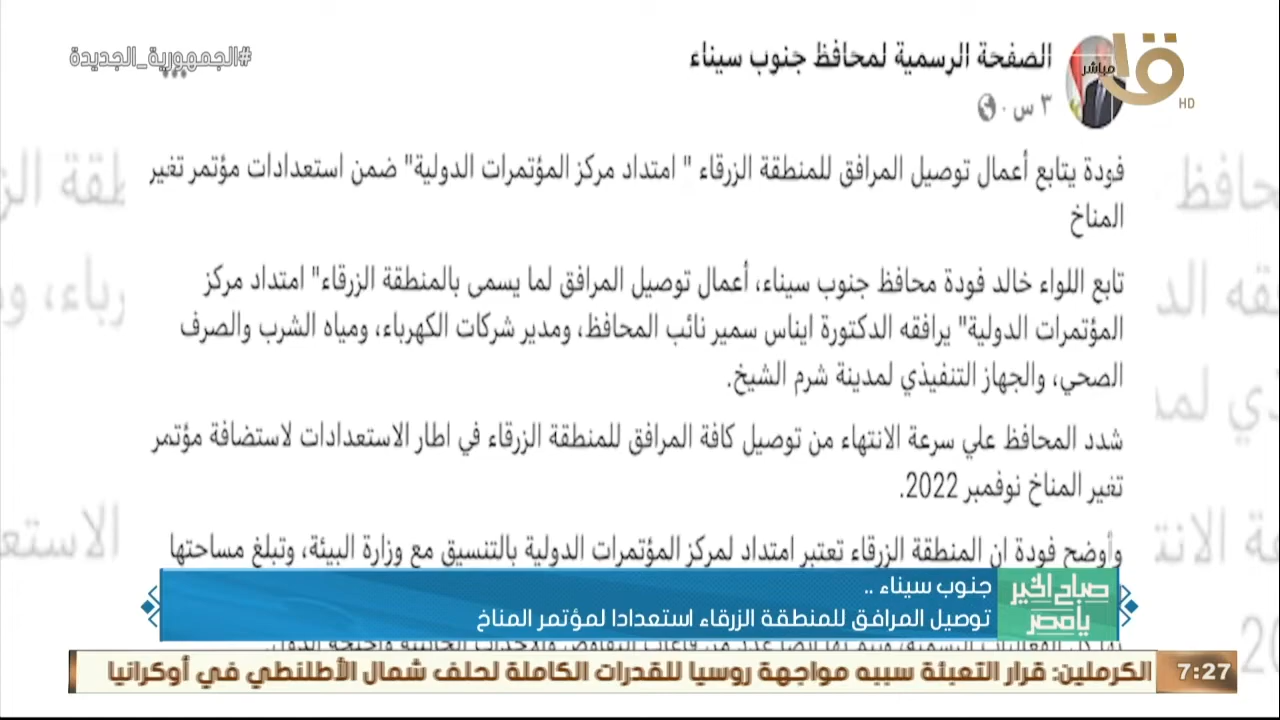 #الجمهورية_الجديدة
مباشر
HD
الصفحة الرسمية لمحافظ جنوب سيناء
٣ س ·
فودة يتابع أعمال توصيل المرافق للمنطقة الزرقاء " امتداد مركز المؤتمرات الدولية" ضمن استعدادات مؤتمر تغير
المناخ
تابع اللواء خالد فودة محافظ جنوب سيناء، أعمال توصيل المرافق لما يسمى بالمنطقة الزرقاء" امتداد مركز
المؤتمرات الدولية" يرافقه الدكتورة ايناس سمير نائب المحافظ، ومدير شركات الكهرباء، ومياه الشرب والصرف
الصحي، والجهاز التنفيذي لمدينة شرم الشيخ.
شدد المحافظ علي سرعة الانتهاء من توصيل كافة المرافق للمنطقة الزرقاء في اطار الاستعدادات لاستضافة مؤتمر
تغير المناخ نوفمبر 2022.
وأوضح فودة ان المنطقة الزرقاء تعتبر امتداد لمركز المؤتمرات الدولية بالتنسيق مع وزارة البيئة، وتبلغ مساحتها
صباح الخير
يا مصر
جنوب سيناء ..
توصيل المرافق للمنطقة الزرقاء استعدادا لمؤتمر المناخ
7:27
الكرملين: قرار التعبئة سببه مواجهة روسيا للقدرات الكاملة لحلف شمال الأطلنطي في أوكرانيا